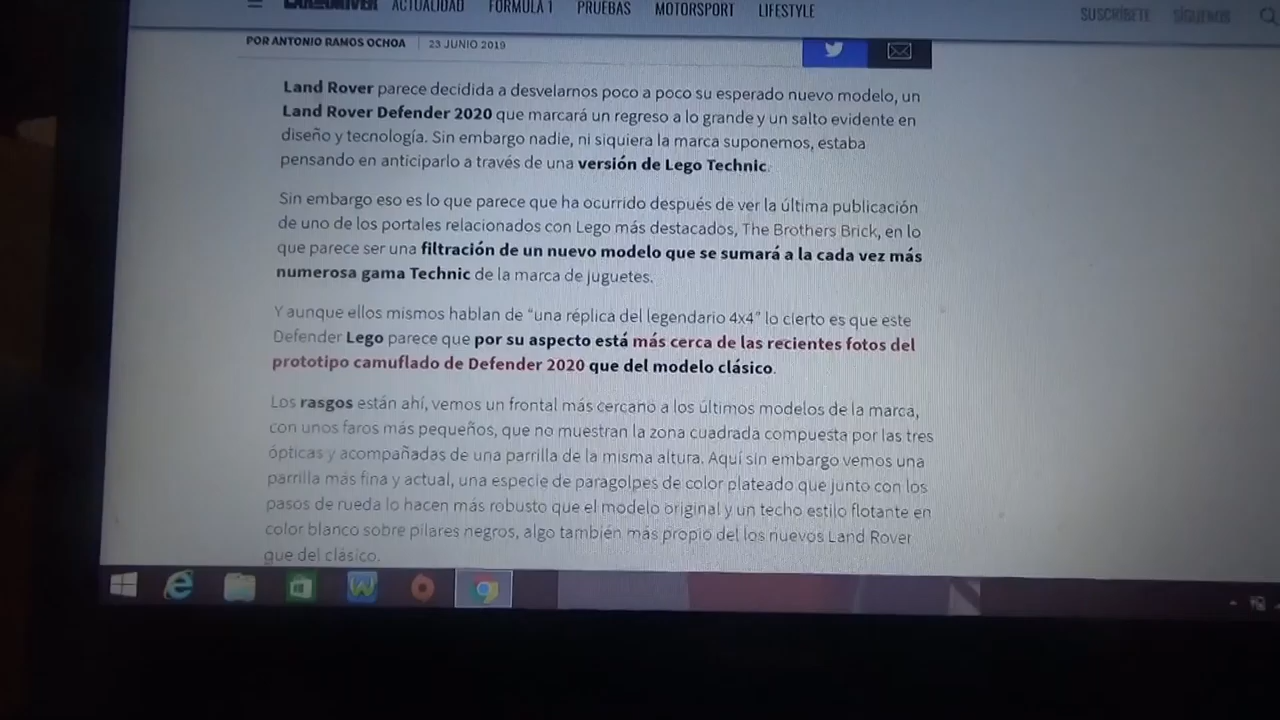 ACTUALIDAD FÓRMULA 1 PRUEBAS MOTORSPORT LIFESTYLE SUSCRÍBETE SÍGUENOS
POR ANTONIO RAMOS OCHOA 23 JUNIO 2019
Land Rover parece decidida a desvelarnos poco a poco su esperado nuevo modelo, un
Land Rover Defender 2020 que marcará un regreso a lo grande y un salto evidente en
diseño y tecnología. Sin embargo nadie, ni siquiera la marca suponemos, estaba
pensando en anticiparlo a través de una versión de Lego Technic.
Sin embargo eso es lo que parece que ha ocurrido después de ver la última publicación
de uno de los portales relacionados con Lego más destacados, The Brothers Brick, en lo
que parece ser una filtración de un nuevo modelo que se sumará a la cada vez más
numerosa gama Technic de la marca de juguetes.
Y aunque ellos mismos hablan de “una réplica del legendario 4x4” lo cierto es que este
Defender Lego parece que por su aspecto está más cerca de las recientes fotos del
prototipo camuflado de Defender 2020 que del modelo clásico.
Los rasgos están ahí, vemos un frontal más cercano a los últimos modelos de la marca,
con unos faros más pequeños, que no muestran la zona cuadrada compuesta por las tres
ópticas y acompañadas de una parrilla de la misma altura. Aquí sin embargo vemos una
parrilla más fina y actual, una especie de paragolpes de color plateado que junto con los
pasos de rueda lo hacen más robusto que el modelo original y un techo estilo flotante en
color blanco sobre pilares negros, algo también más propio del los nuevos Land Rover
que del clásico.